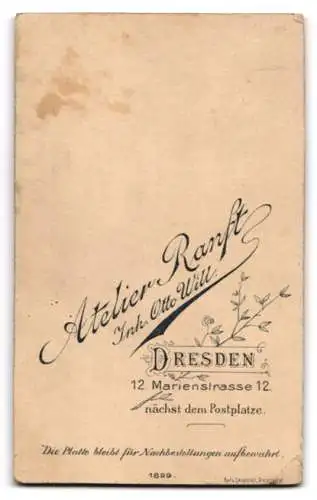 Atelier Ranft
Inh. Otto Will.
DRESDEN
12 Marienstrasse 12.
nächst dem Postplatze.
Die Platte bleibt für Nachbestellungen aufbewahrt.
1899.